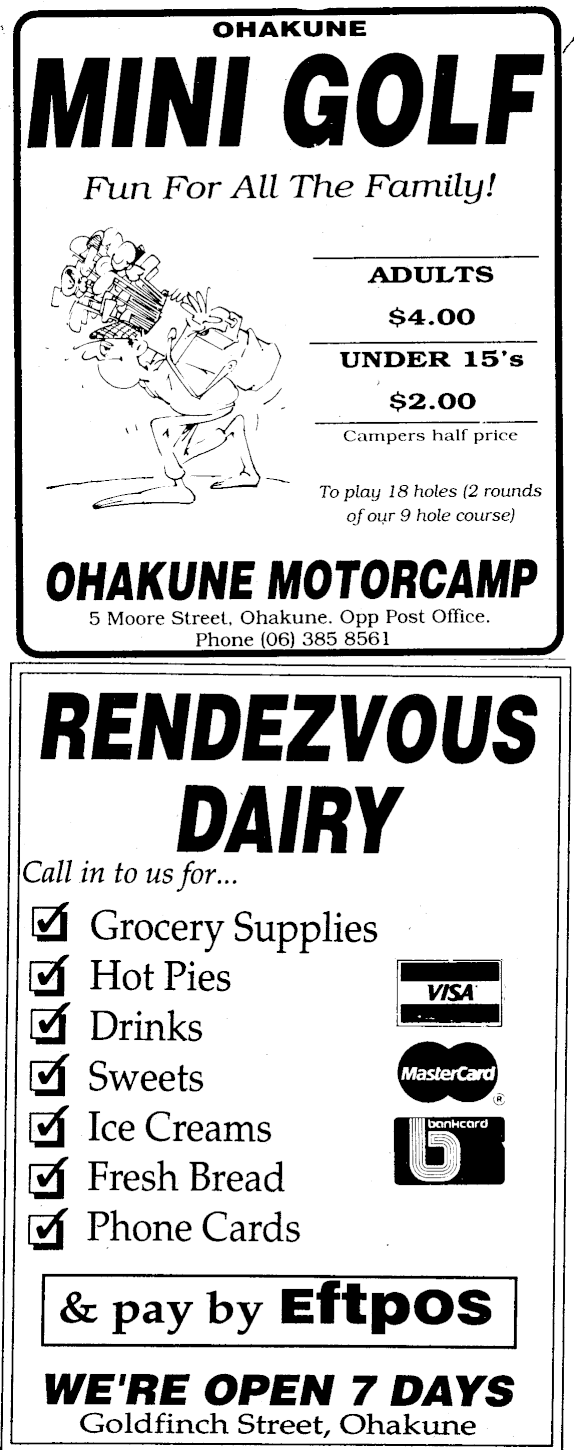 OHAKUNE
MINI GOLF
Fun For All The Family!
ADULTS
$4.00
UNDER 15's
$2.00
Campers half price
To play 18 holes (2 rounds
of our 9 hole course)
OHAKUNE MOTORCAMP
5 Moore Street, Ohakune. Opp Post Office.
Phone (06) 385 8561
RENDEZVOUS
DAIRY
Call in to us for...
Grocery Supplies
Hot Pies
Drinks
Sweets
Ice Creams
Fresh Bread
Phone Cards
VISA
MasterCard
®
bankcard
b
& pay by Eftpos
WE'RE OPEN 7 DAYS
Goldfinch Street, Ohakune